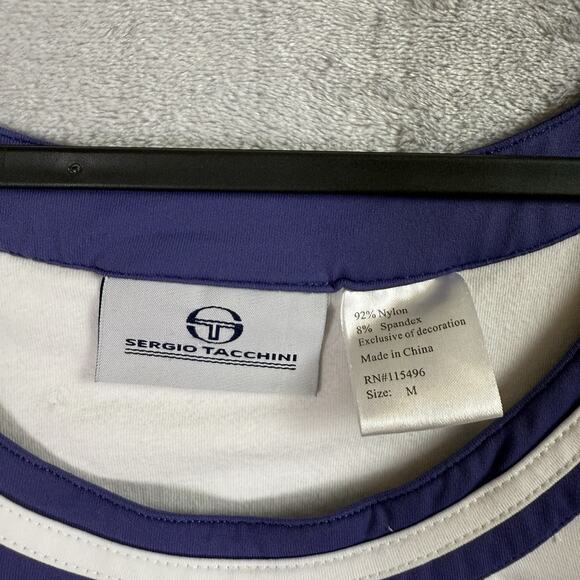 SERGIO TACCHINI
92% Nylon
8% Spandex
Exclusive of decoration
Made in China
RN#115496
Size: M